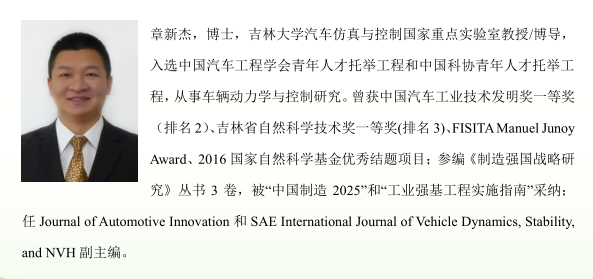 章新杰，博士，吉林大学汽车仿真与控制国家重点实验室教授/博导，
入选中国汽车工程学会青年人才托举工程和中国科协青年人才托举工
程，从事车辆动力学与控制研究。曾获中国汽车工业技术发明奖一等奖
（排名 2）、吉林省自然科学技术奖一等奖(排名 3)、FISITA Manuel Junoy
Award、2016 国家自然科学基金优秀结题项目；参编《制造强国战略研
究》丛书 3 卷，被“中国制造 2025”和“工业强基工程实施指南”采纳；
任 Journal of Automotive Innovation 和 SAE International Journal of Vehicle Dynamics, Stability,
and NVH 副主编。